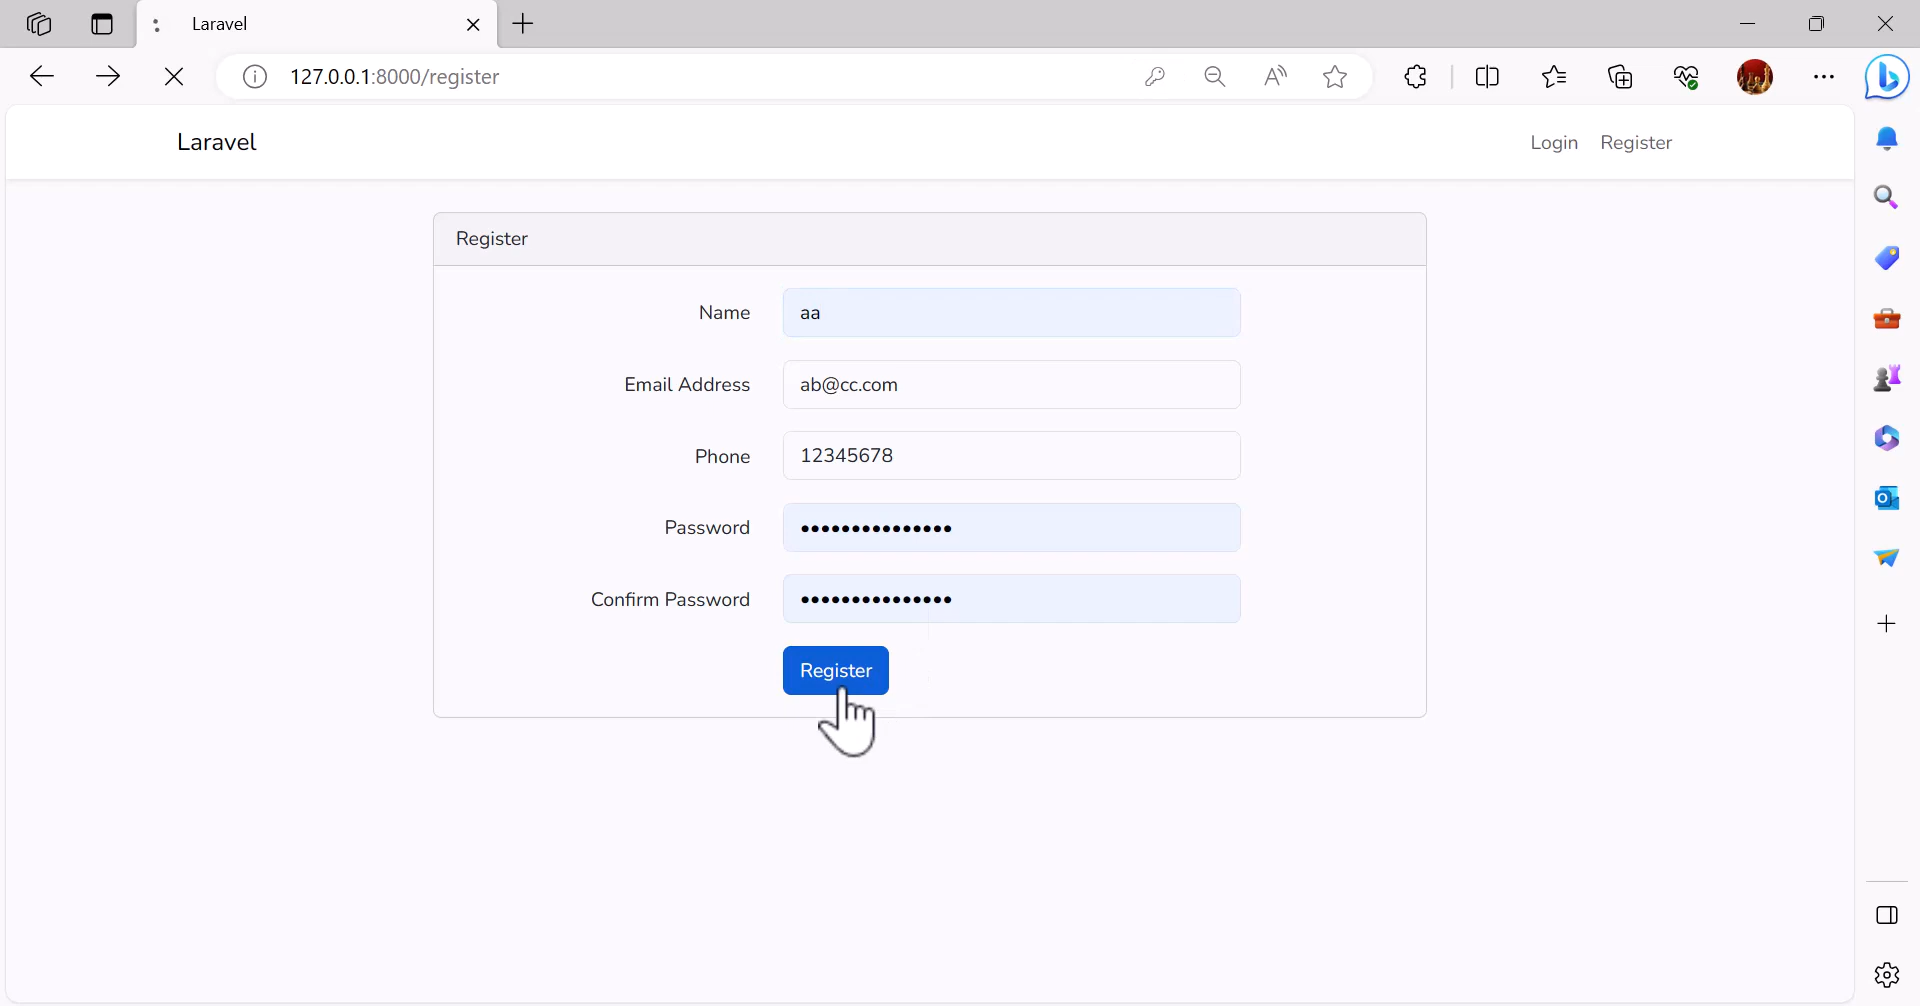 Laravel
127.0.0.1:8000/register
Laravel
Login Register
Register
Name aa
Email Address ab@cc.com
Phone 12345678
Password •••••••••••••••
Confirm Password •••••••••••••••
Register